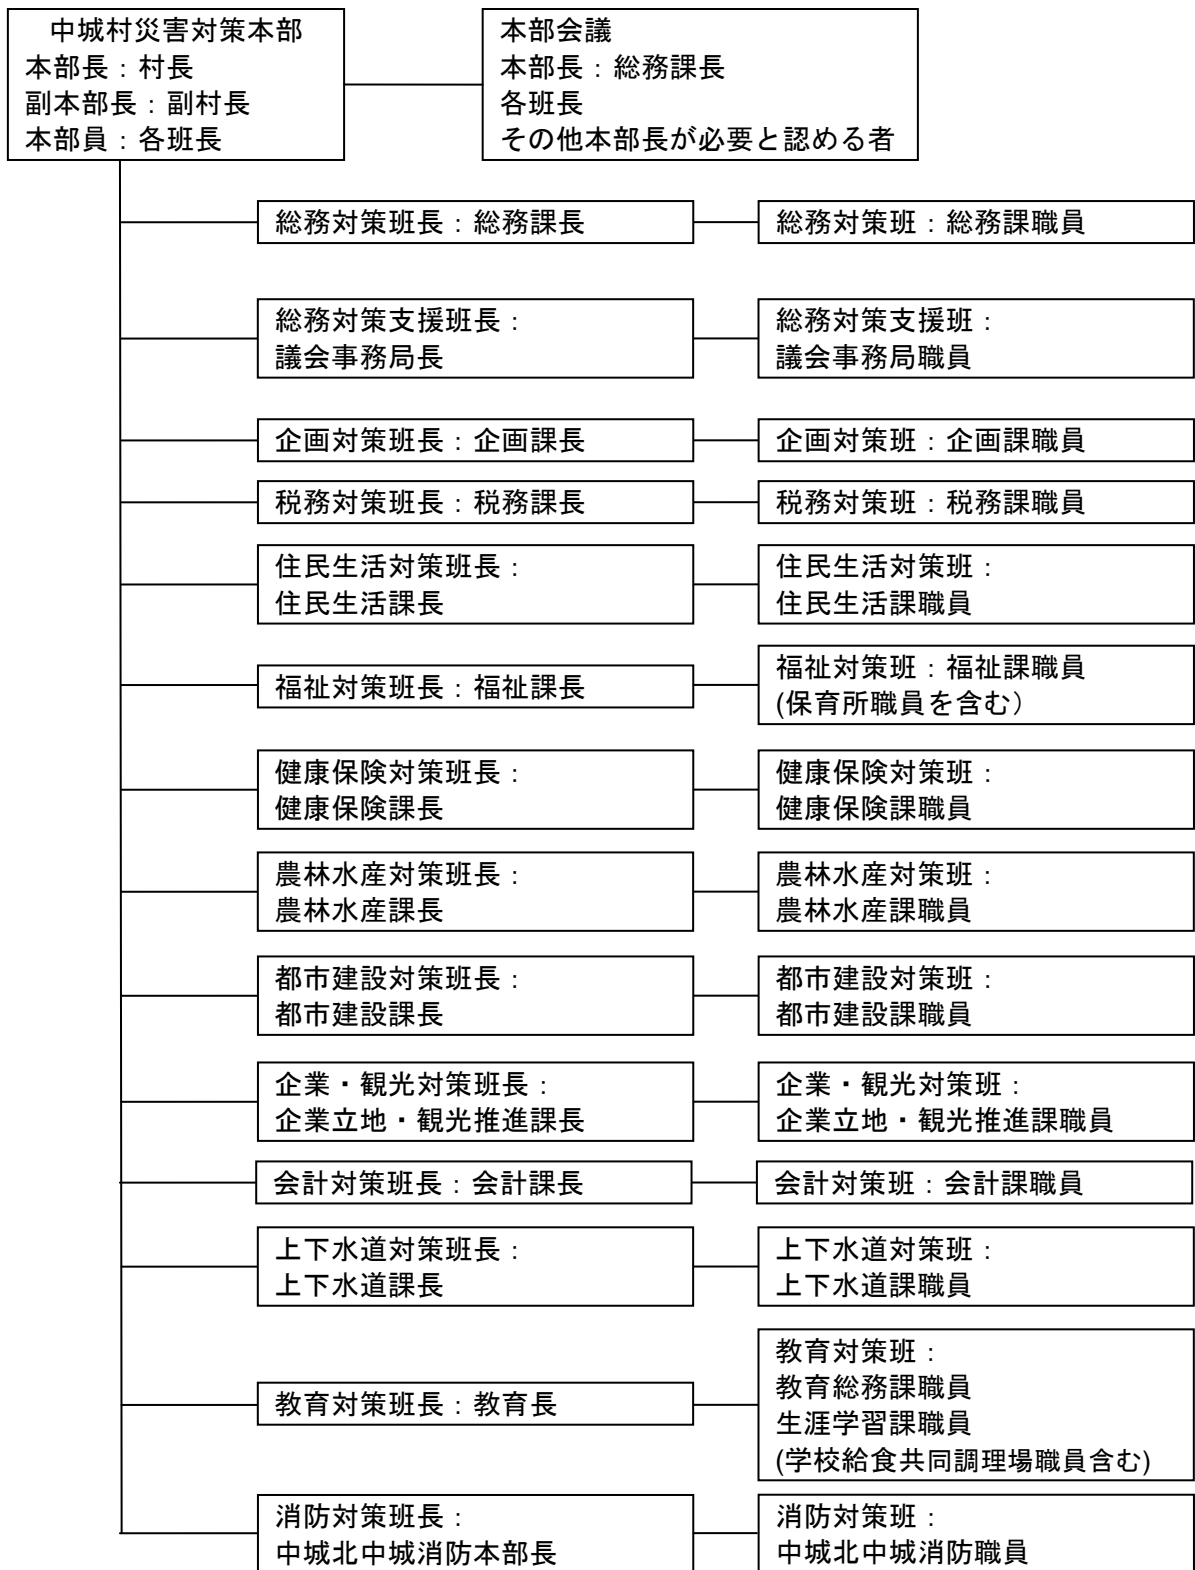 中城村災害対策本部
本部長：村長
副本部長：副村長
本部員：各班長
本部会議
本部長：総務課長
各班長
その他本部長が必要と認める者
総務対策班長：総務課長
総務対策班：総務課職員
総務対策支援班長：
議会事務局長
総務対策支援班：
議会事務局職員
企画対策班長：企画課長
企画対策班：企画課職員
税務対策班長：税務課長
税務対策班：税務課職員
住民生活対策班長：
住民生活課長
住民生活対策班：
住民生活課職員
福祉対策班長：福祉課長
福祉対策班：福祉課職員
(保育所職員を含む）
健康保険対策班長：
健康保険課長
健康保険対策班：
健康保険課職員
農林水産対策班長：
農林水産課長
農林水産対策班：
農林水産課職員
都市建設対策班長：
都市建設課長
都市建設対策班：
都市建設課職員
企業・観光対策班長：
企業立地・観光推進課長
企業・観光対策班：
企業立地・観光推進課職員
会計対策班長：会計課長
会計対策班：会計課職員
上下水道対策班長：
上下水道課長
上下水道対策班：
上下水道課職員
教育対策班長：教育長
教育対策班：
教育総務課職員
生涯学習課職員
(学校給食共同調理場職員含む)
消防対策班長：
中城北中城消防本部長
消防対策班：
中城北中城消防職員